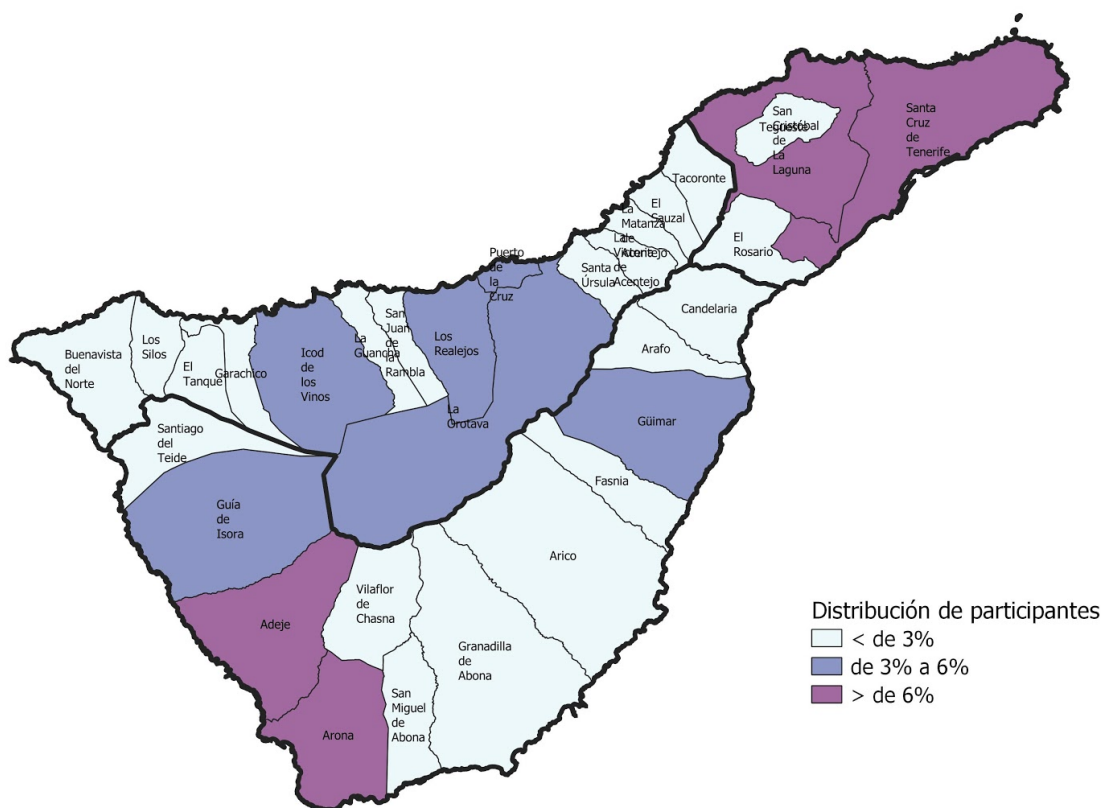 San
Cristóbal
de
La
Laguna
Tegueste
Santa
Cruz
de
Tenerife
Tacoronte
El
Sauzal
La
Matanza
de
Acentejo
La
Victoria
de
Acentejo
Santa
Úrsula
El
Rosario
Puerto
de
la
Cruz
Candelaria
Arafo
Buenavista
del
Norte
Los
Silos
El
Tanque
Garachico
Icod
de los
Vinos
La
Guancha
San
Juan
de
la
Rambla
Los
Realejos
La
Orotava
Güimar
Santiago
del
Teide
Fasnia
Guía
de
Isora
Arico
Vilaflor
de
Chasna
Adeje
Granadilla
de
Abona
San
Miguel
de
Abona
Arona
Distribución de participantes
< de 3%
de 3% a 6%
> de 6%